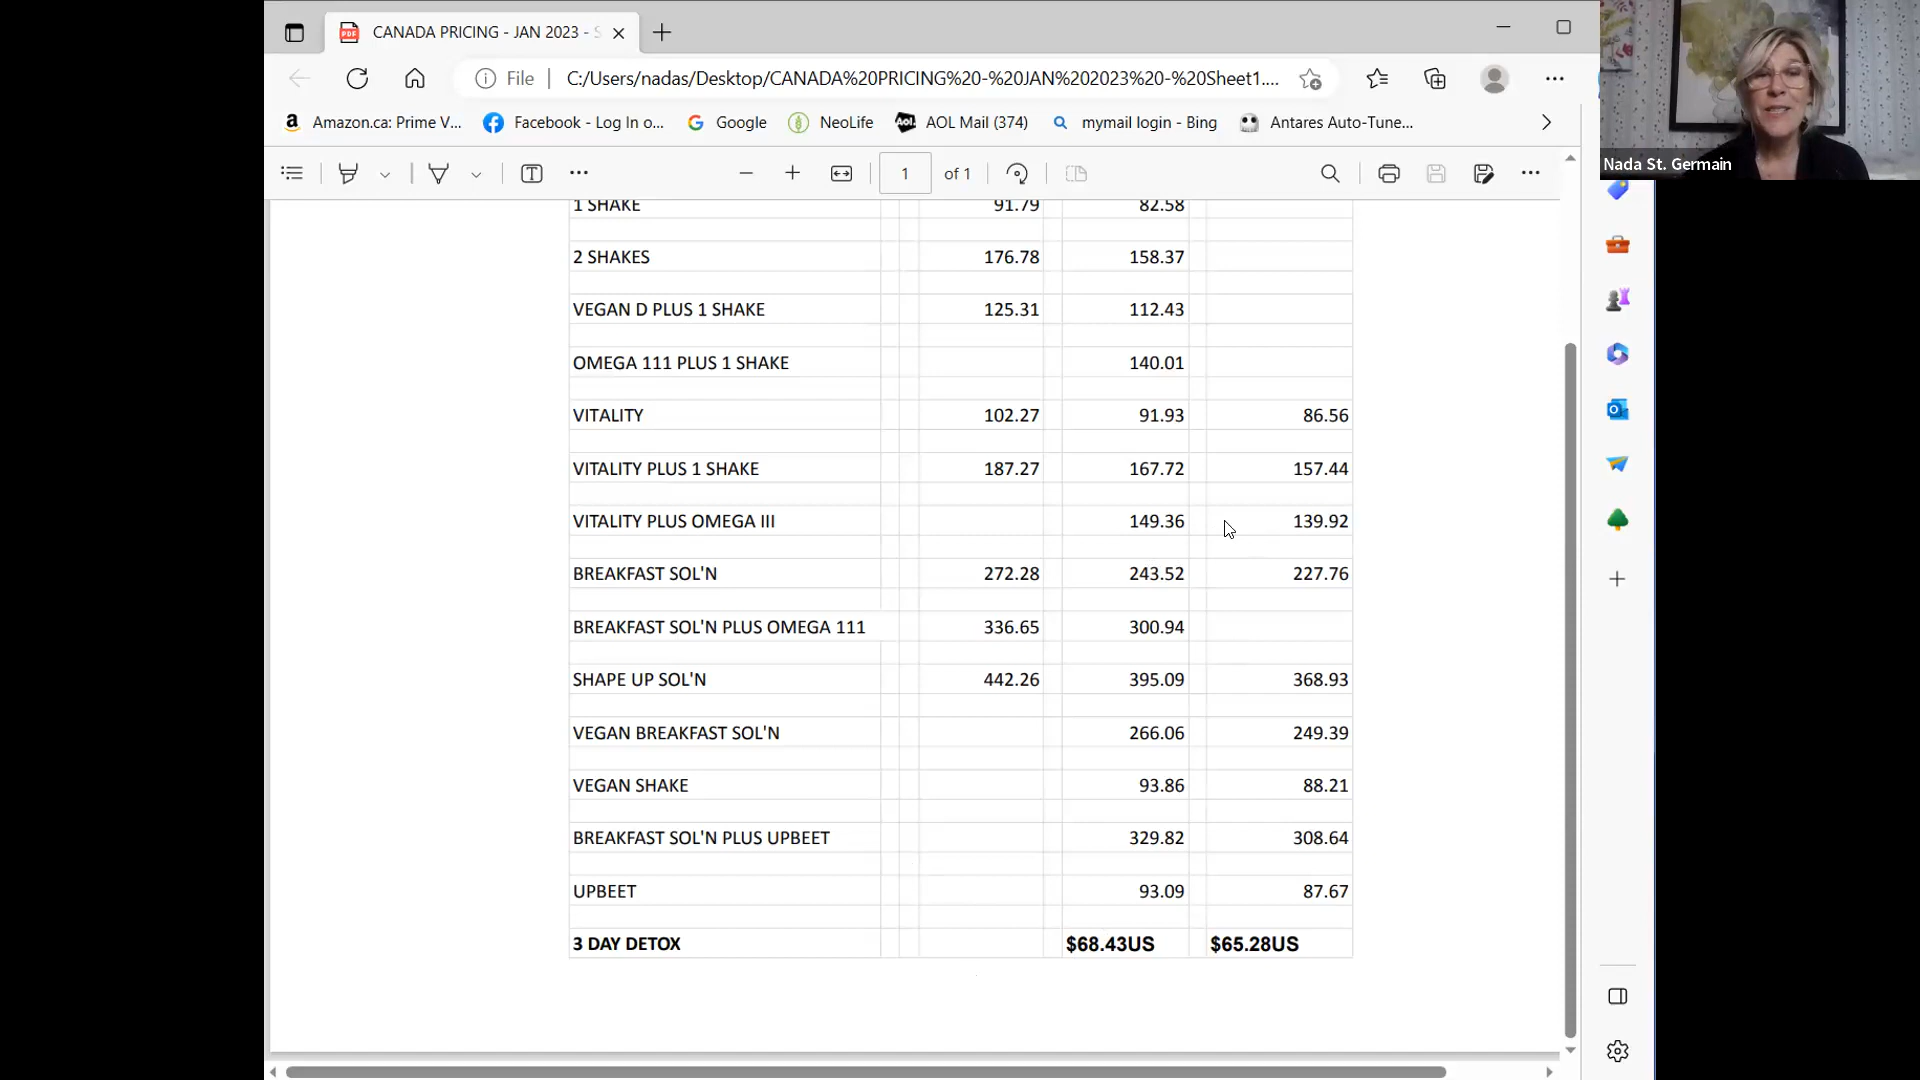 CANADA PRICING - JAN 2023 - S
File C:/Users/nadas/Desktop/CANADA%20PRICING%20-%20JAN%202023%20-%20Sheet1....
Amazon.ca: Prime V... Facebook - Log In o... Google NeoLife AOL Mail (374) mymail login - Bing Antares Auto-Tune...
1 of 1
Nada St. Germain
1 SHAKE 91.79 82.58
2 SHAKES 176.78 158.37
VEGAN D PLUS 1 SHAKE 125.31 112.43
OMEGA 111 PLUS 1 SHAKE 140.01
VITALITY 102.27 91.93 86.56
VITALITY PLUS 1 SHAKE 187.27 167.72 157.44
VITALITY PLUS OMEGA III 149.36 139.92
BREAKFAST SOL'N 272.28 243.52 227.76
BREAKFAST SOL'N PLUS OMEGA 111 336.65 300.94
SHAPE UP SOL'N 442.26 395.09 368.93
VEGAN BREAKFAST SOL'N 266.06 249.39
VEGAN SHAKE 93.86 88.21
BREAKFAST SOL'N PLUS UPBEET 329.82 308.64
UPBEET 93.09 87.67
3 DAY DETOX $68.43US $65.28US